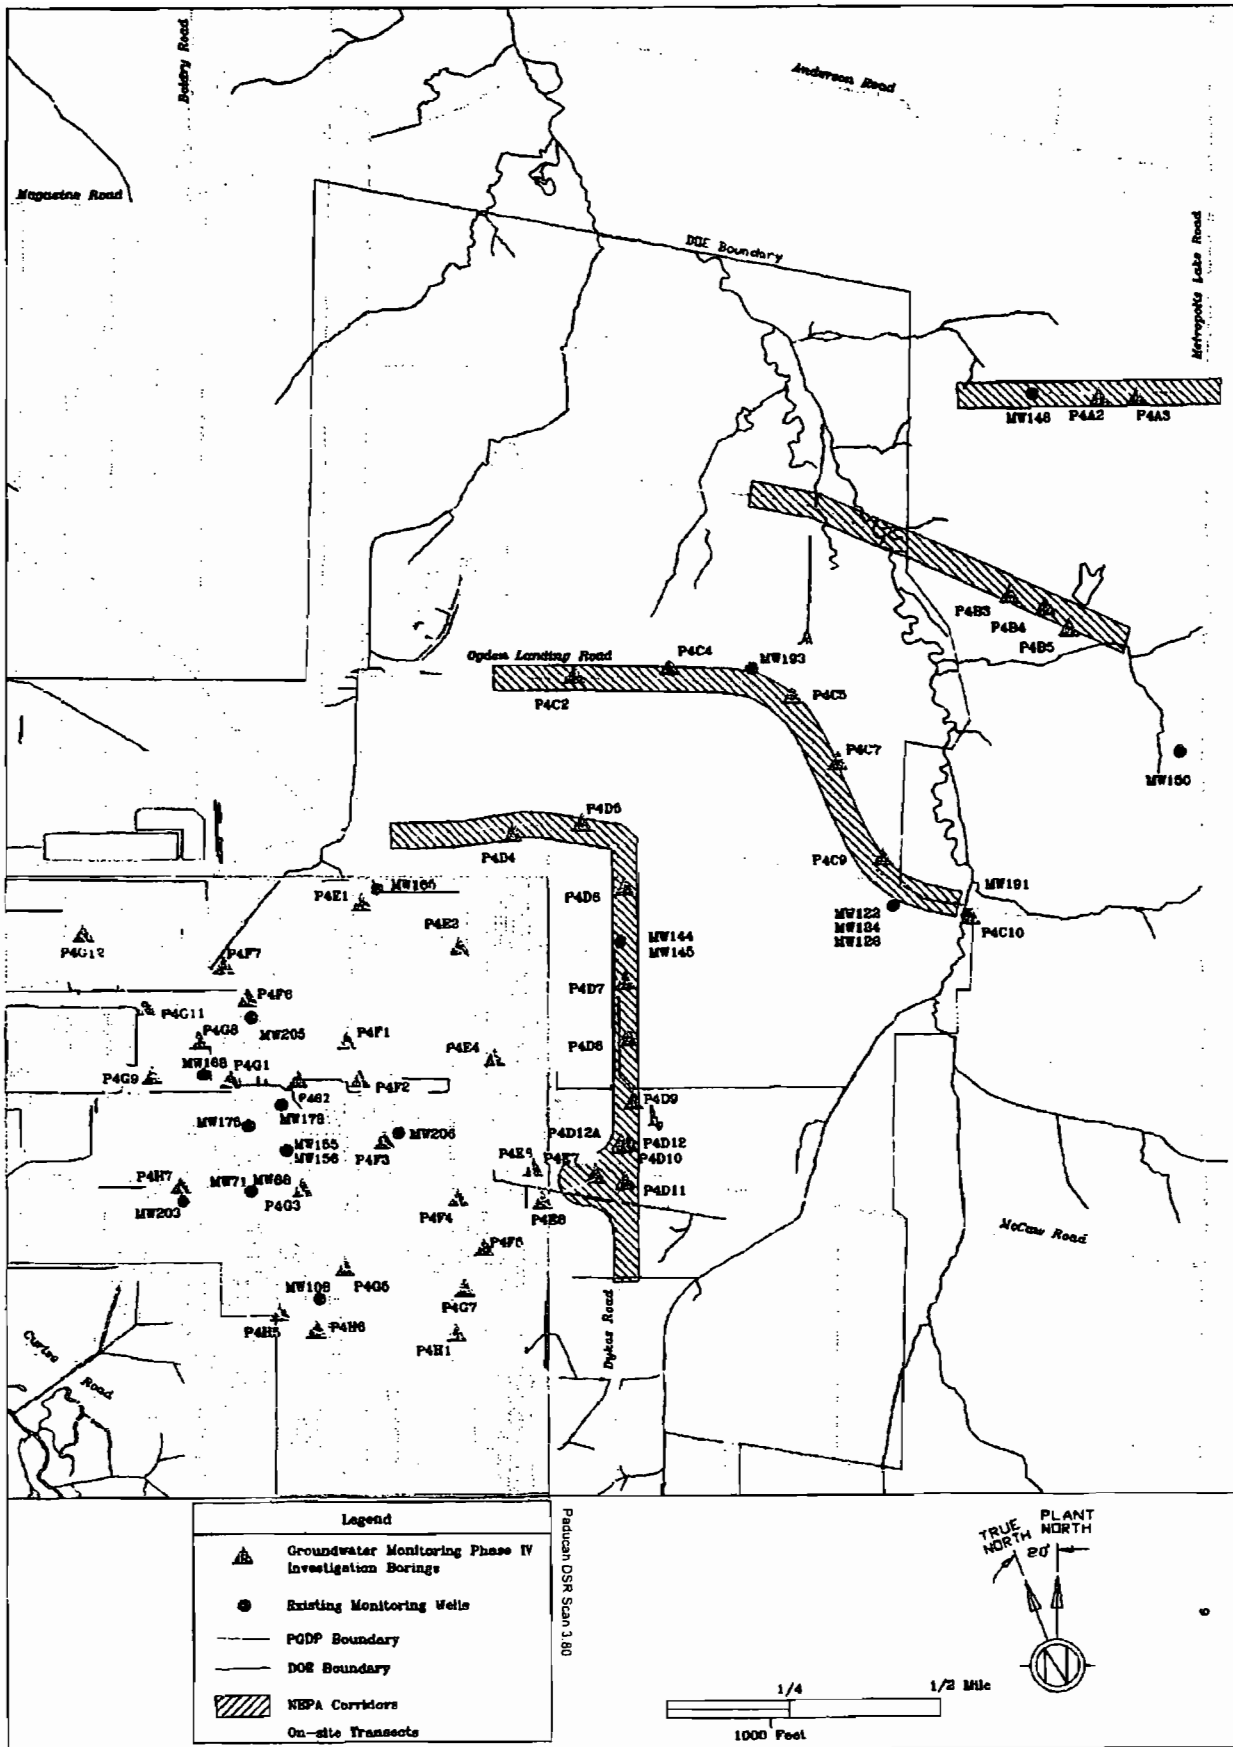 Anderson Road
Magazine Road
DOE Boundary
Metropolis Lake Road
MW148
P4A2
P4A3
P4B3
P4B4
P4B5
Ogden Landing Road
P4C4
MW193
P4C2
P4C5
P4C7
MW150
P4D5
P4D4
P4C9
MW191
MW165
P4E1
P4D6
MW122
MW134
MW126
P4C10
P4G12
P4F7
P4E2
MW144
MW145
P4D7
P4F6
P4G11
P4G8
MW205
P4F1
P4E4
P4D8
P4G9
MW168
P4G1
P4G2
P4F2
P4D9
MW178
MW175
MW206
P4D12A
P4D12
MW155
MW156
P4F3
P4E7
P4D10
P4H7
MW71
MW66
P4G3
P4D11
MW203
P4F4
P4E8
MW108
P4G5
P4G7
P4H5
P4H6
P4H1
Dykes Road
McCaw Road
Curtna
Road
Legend
Groundwater Monitoring Phase IV
Investigation Borings
Existing Monitoring Wells
PGDP Boundary
DOE Boundary
NEPA Corridors
On-site Transects
Paducah DSR Scan 3.80
TRUE
NORTH
PLANT
NORTH
20'
N
1/4
1/2 Mile
1000 Feet